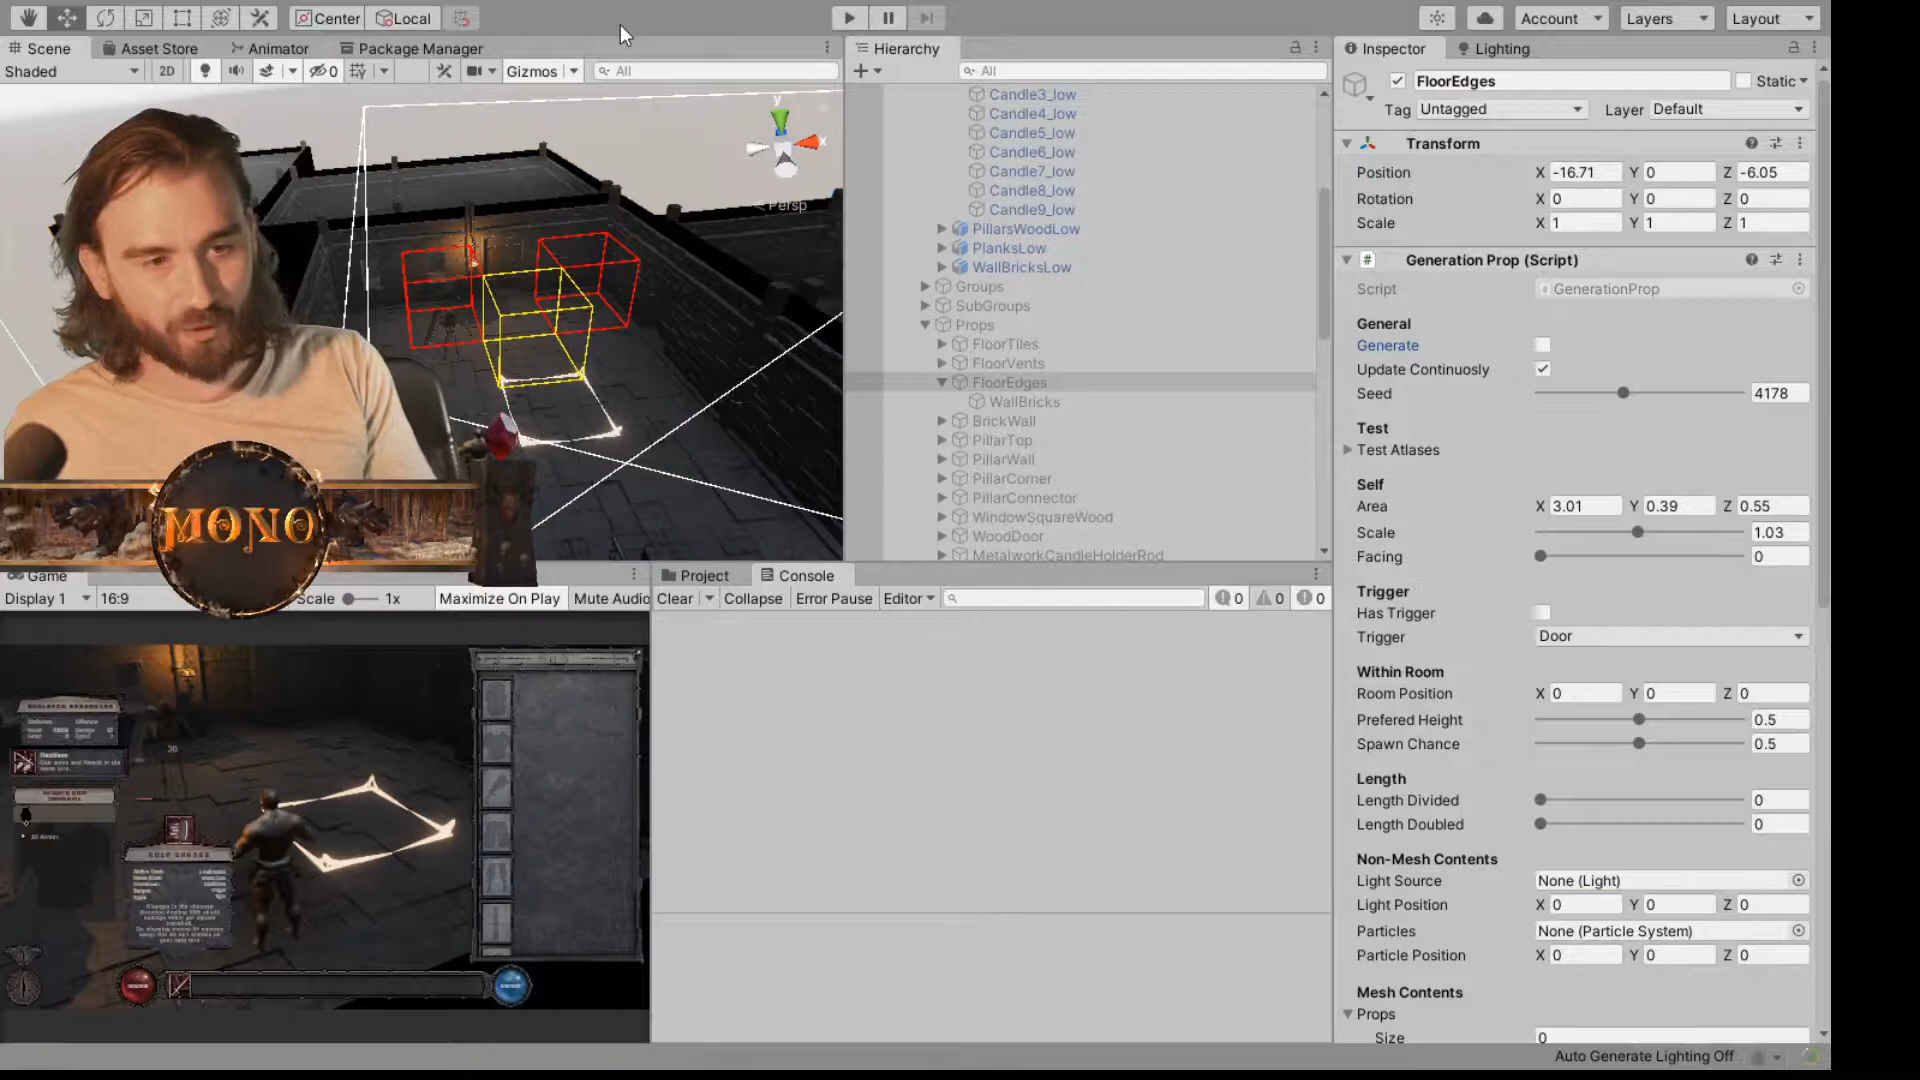 Center
Local
Account
Layers
Layout
Scene
Asset Store
Animator
Package Manager
Shaded
2D
0
Gizmos
All
y
x
Persp
MONO
Hierarchy
All
Candle3_low
Candle4_low
Candle5_low
Candle6_low
Candle7_low
Candle8_low
Candle9_low
PillarsWoodLow
PlanksLow
WallBricksLow
Groups
SubGroups
Props
FloorTiles
FloorVents
FloorEdges
WallBricks
BrickWall
PillarTop
PillarWall
PillarCorner
PillarConnector
WindowSquareWood
WoodDoor
MetalworkCandleHolderRod
Game
Display 1
16:9
Scale
1x
Maximize On Play
Mute Audio
20
Project
Console
Clear
Collapse
Error Pause
Editor
0
0
0
Inspector
Lighting
FloorEdges
Static
Tag Untagged
Layer Default
Transform
Position X -16.71 Y 0 Z -6.05
Rotation X 0 Y 0 Z 0
Scale X 1 Y 1 Z 1
# Generation Prop (Script)
Script GenerationProp
General
Generate
Update Continuosly
Seed 4178
Test
Test Atlases
Self
Area X 3.01 Y 0.39 Z 0.55
Scale 1.03
Facing 0
Trigger
Has Trigger
Trigger Door
Within Room
Room Position X 0 Y 0 Z 0
Prefered Height 0.5
Spawn Chance 0.5
Length
Length Divided 0
Length Doubled 0
Non-Mesh Contents
Light Source None (Light)
Light Position X 0 Y 0 Z 0
Particles None (Particle System)
Particle Position X 0 Y 0 Z 0
Mesh Contents
Props
Size 0
Auto Generate Lighting Off